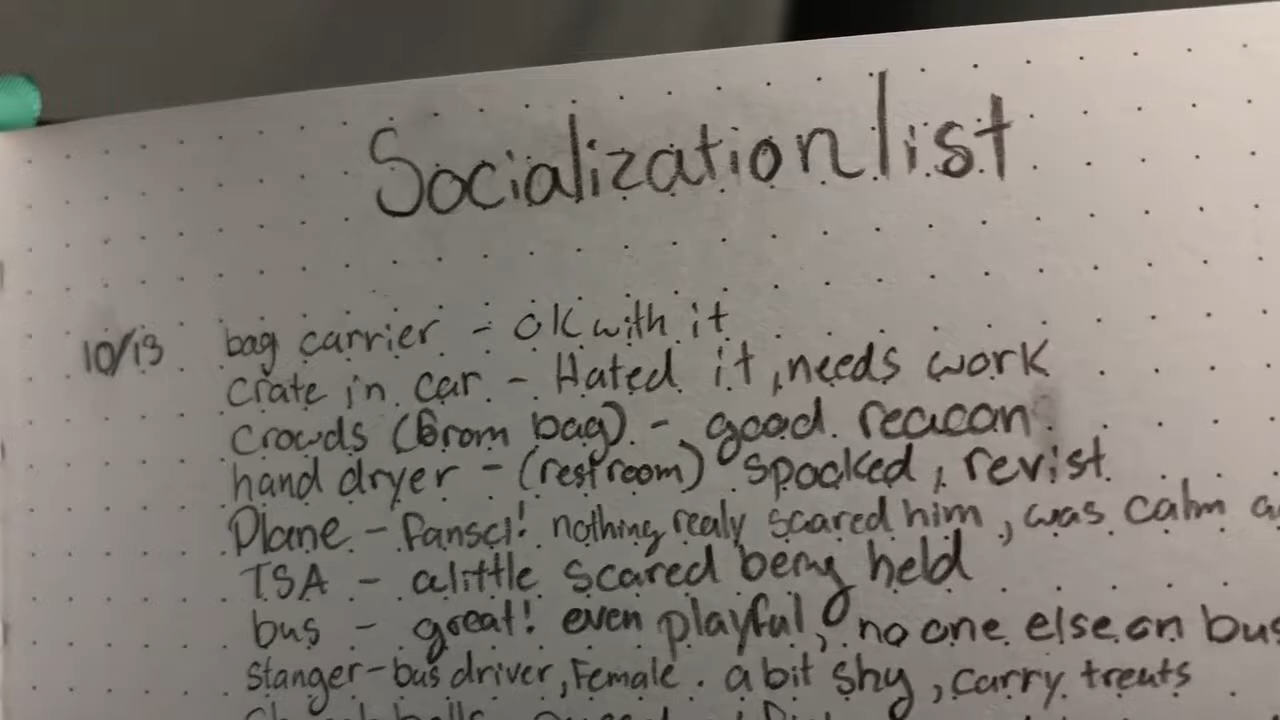 Socialization list
10/13 bag carrier - ok with it
crate in car - Hated it, needs work
crowds (from bag) - good reacon
hand dryer - (restroom) spooked, revist
Plane - nothing realy scared him, was calm
TSA - a little scared being held
bus - great! even playful, no one else on bus
stanger - bus driver, Female. a bit shy, carry treats